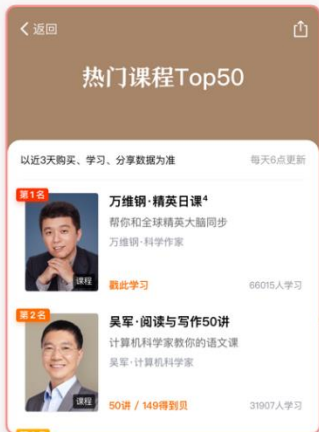 返回
热门课程Top50
以近3天购买、学习、分享数据为准 每天6点更新
第1名
万维钢·精英日课⁴
帮你和全球精英大脑同步
万维钢·科学作家
课程
戳此学习 66015人学习
第2名
吴军·阅读与写作50讲
计算机科学家教你的语文课
吴军·计算机科学家
课程
50讲 / 149得到贝 31907人学习